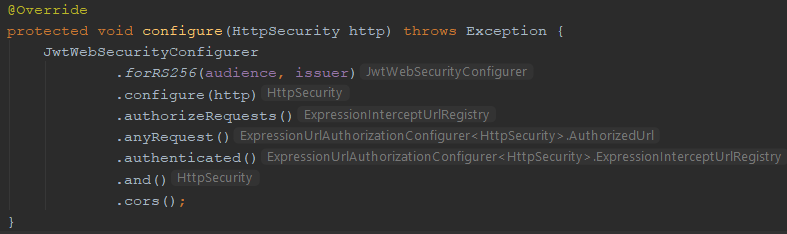 @Override
protected void configure(HttpSecurity http) throws Exception {
JwtWebSecurityConfigurer
.forRS256(audience, issuer) JwtWebSecurityConfigurer
.configure(http) HttpSecurity
.authorizeRequests() ExpressionInterceptUrlRegistry
.anyRequest() ExpressionUrlAuthorizationConfigurer<HttpSecurity>.AuthorizedUrl
.authenticated() ExpressionUrlAuthorizationConfigurer<HttpSecurity>.ExpressionInterceptUrlRegistry
.and() HttpSecurity
.cors();
}